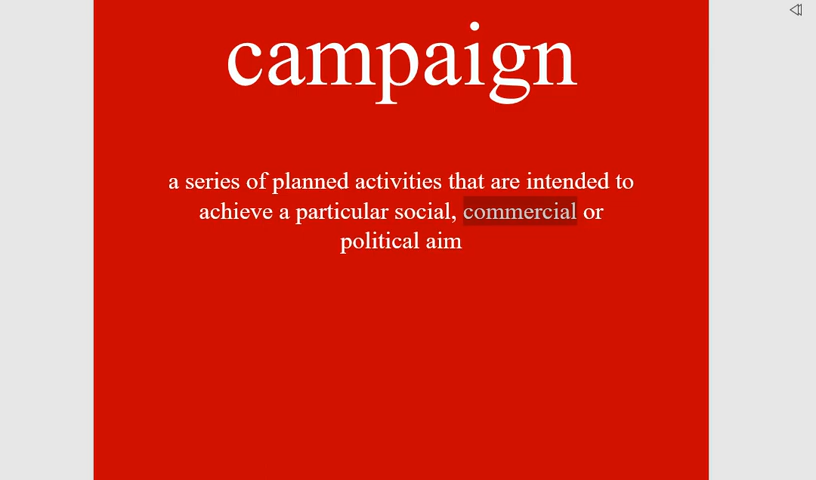 campaign
a series of planned activities that are intended to
achieve a particular social, commercial or
political aim